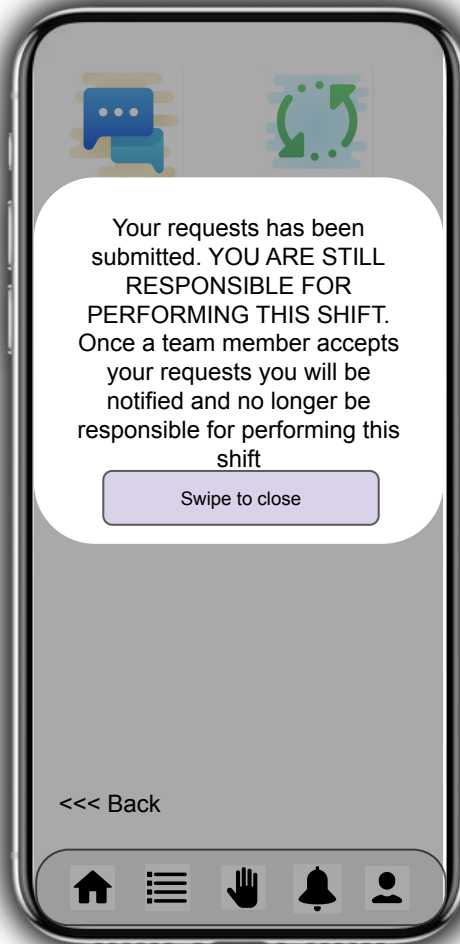 Your requests has been
submitted. YOU ARE STILL
RESPONSIBLE FOR
PERFORMING THIS SHIFT.
Once a team member accepts
your requests you will be
notified and no longer be
responsible for performing this
shift
Swipe to close
<<< Back